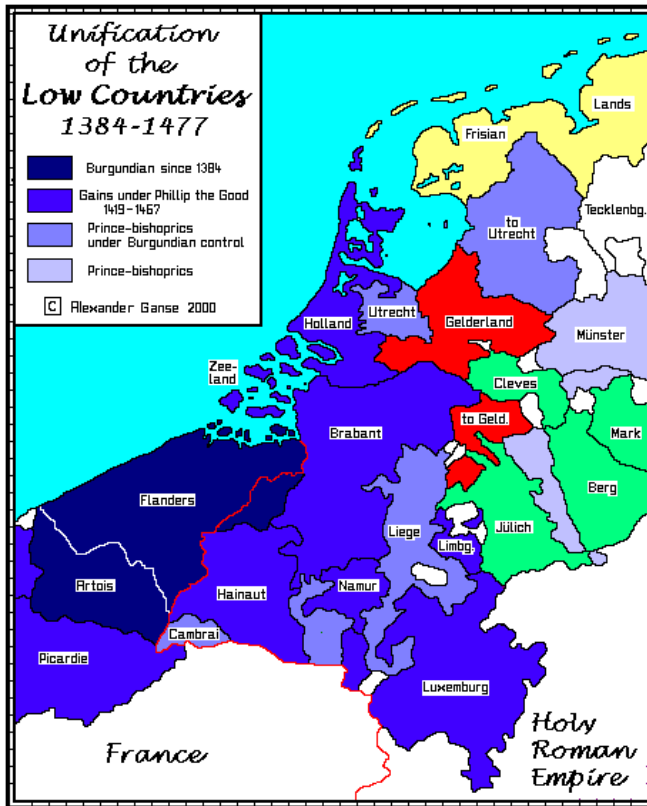 Unification
of the
Low Countries
1384-1477
Burgundian since 1384
Gains under Phillip the Good
1419-1467
Prince-bishoprics
under Burgundian control
Prince-bishoprics
C Alexander Ganse 2000
Lands
Frisian
Tecklenbg.
to
Utrecht
Utrecht
Holland
Gelderland
Münster
Zee-
land
Cleves
to Geld.
Brabant
Mark
Berg
Flanders
Liege
Jülich
Limbg.
Artois
Hainaut
Namur
Cambrai
Picardie
Luxemburg
France
Holy
Roman
Empire